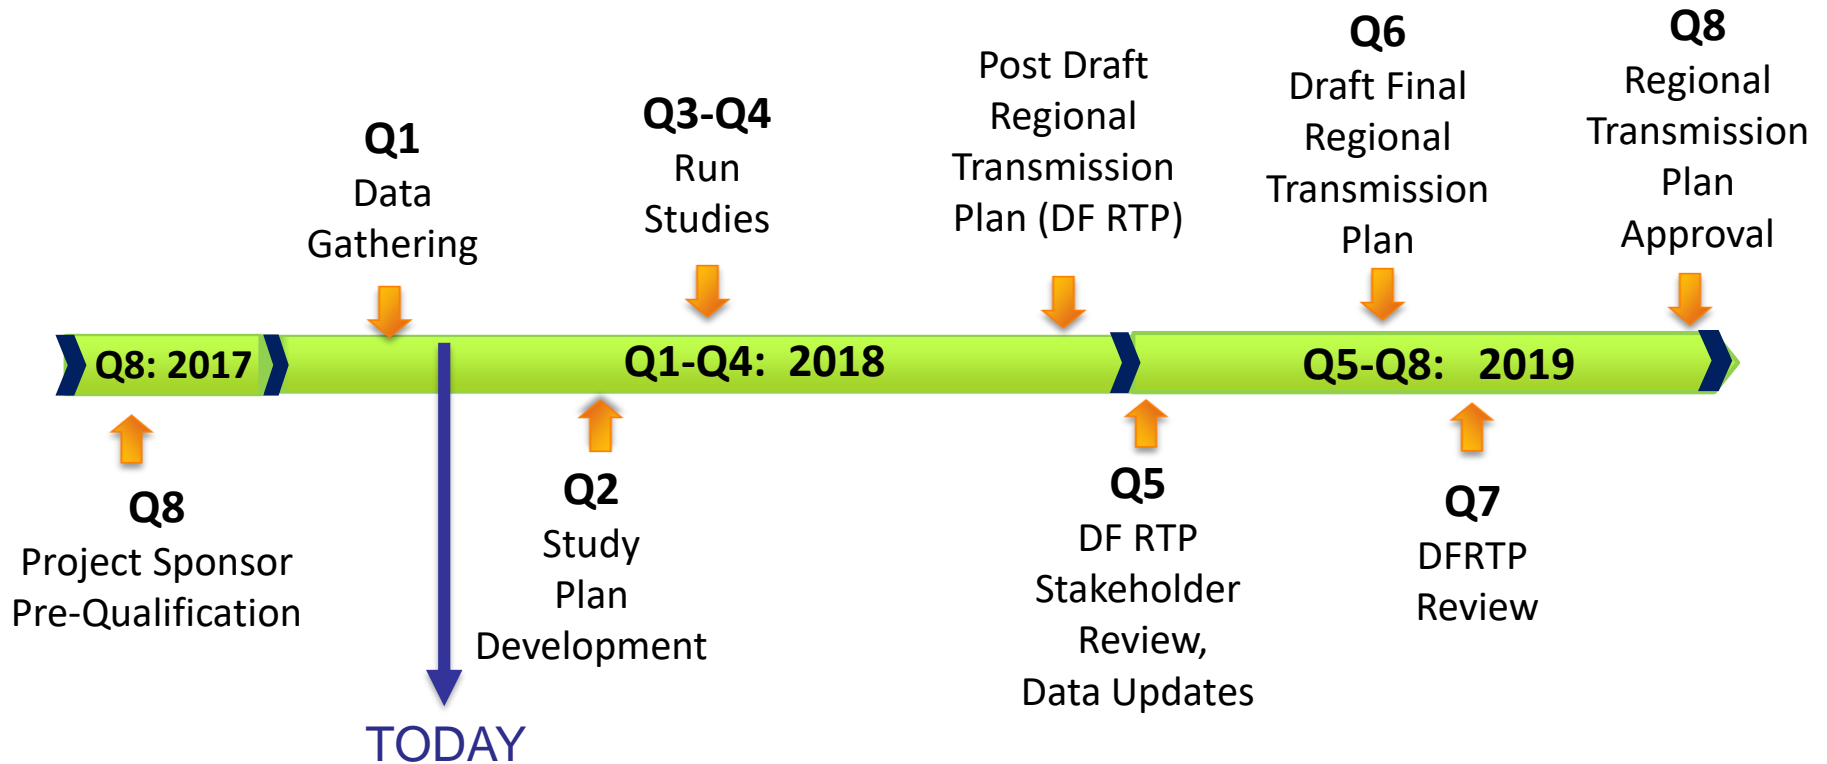 Q1
Data
Gathering
Q3-Q4
Run
Studies
Post Draft
Regional
Transmission
Plan (DF RTP)
Q6
Draft Final
Regional
Transmission
Plan
Q8
Regional
Transmission
Plan
Approval
Q8: 2017
Q1-Q4: 2018
Q5-Q8: 2019
Q8
Project Sponsor
Pre-Qualification
TODAY
Q2
Study
Plan
Development
Q5
DF RTP
Stakeholder
Review,
Data Updates
Q7
DFRTP
Review